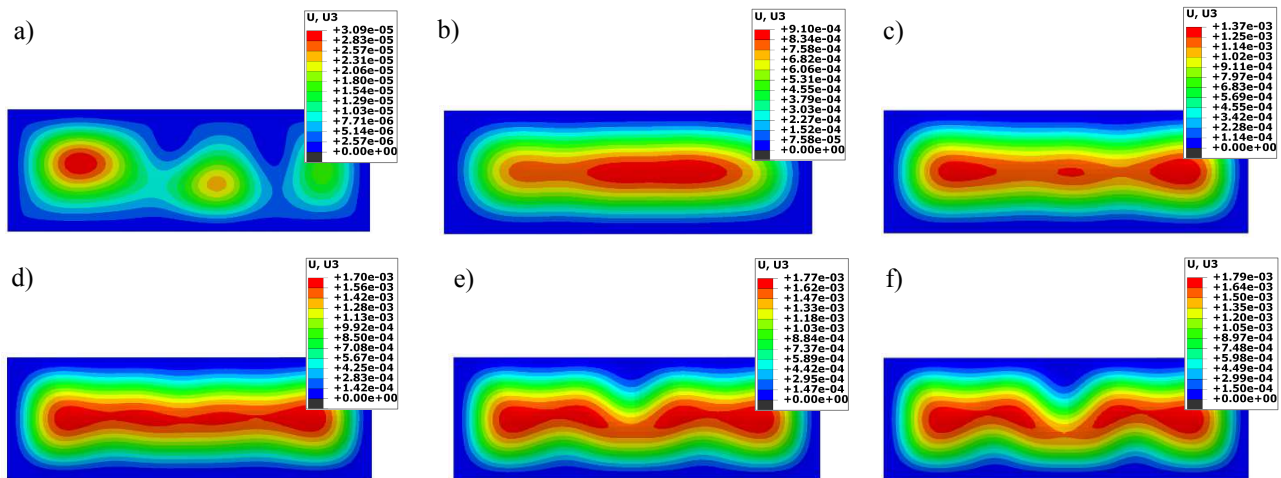 a)
U, U3
+3.09e-05
+2.83e-05
+2.57e-05
+2.31e-05
+2.06e-05
+1.80e-05
+1.54e-05
+1.29e-05
+1.03e-05
+7.71e-06
+5.14e-06
+2.57e-06
+0.00e+00
b)
U, U3
+9.10e-04
+8.34e-04
+7.58e-04
+6.82e-04
+6.06e-04
+5.31e-04
+4.55e-04
+3.79e-04
+3.03e-04
+2.27e-04
+1.52e-04
+7.58e-05
+0.00e+00
c)
U, U3
+1.37e-03
+1.25e-03
+1.14e-03
+1.02e-03
+9.11e-04
+7.97e-04
+6.83e-04
+5.69e-04
+4.55e-04
+3.42e-04
+2.28e-04
+1.14e-04
+0.00e+00
d)
U, U3
+1.70e-03
+1.56e-03
+1.42e-03
+1.28e-03
+1.13e-03
+9.92e-04
+8.50e-04
+7.08e-04
+5.67e-04
+4.25e-04
+2.83e-04
+1.42e-04
+0.00e+00
e)
U, U3
+1.77e-03
+1.62e-03
+1.47e-03
+1.33e-03
+1.18e-03
+1.03e-03
+8.84e-04
+7.37e-04
+5.89e-04
+4.42e-04
+2.95e-04
+1.47e-04
+0.00e+00
f)
U, U3
+1.79e-03
+1.64e-03
+1.50e-03
+1.35e-03
+1.20e-03
+1.05e-03
+8.97e-04
+7.48e-04
+5.98e-04
+4.49e-04
+2.99e-04
+1.50e-04
+0.00e+00